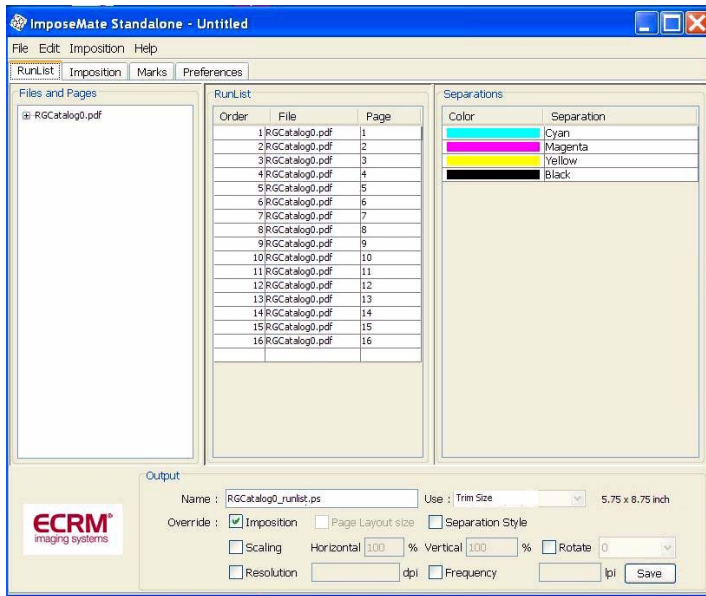 ImposeMate Standalone - Untitled
File Edit Imposition Help
RunList Imposition Marks Preferences
Files and Pages
RGCatalog0.pdf
RunList
Order File Page
1 RGCatalog0.pdf 1
2 RGCatalog0.pdf 2
3 RGCatalog0.pdf 3
4 RGCatalog0.pdf 4
5 RGCatalog0.pdf 5
6 RGCatalog0.pdf 6
7 RGCatalog0.pdf 7
8 RGCatalog0.pdf 8
9 RGCatalog0.pdf 9
10 RGCatalog0.pdf 10
11 RGCatalog0.pdf 11
12 RGCatalog0.pdf 12
13 RGCatalog0.pdf 13
14 RGCatalog0.pdf 14
15 RGCatalog0.pdf 15
16 RGCatalog0.pdf 16
Separations
Color Separation
Cyan
Magenta
Yellow
Black
Output
Name : RGCatalog0_runlist.ps Use : Trim Size 5.75 x 8.75 inch
Override : Imposition Page Layout size Separation Style
Scaling Horizontal 100 % Vertical 100 % Rotate 0
Resolution dpi Frequency lpi Save
ECRM®
imaging systems